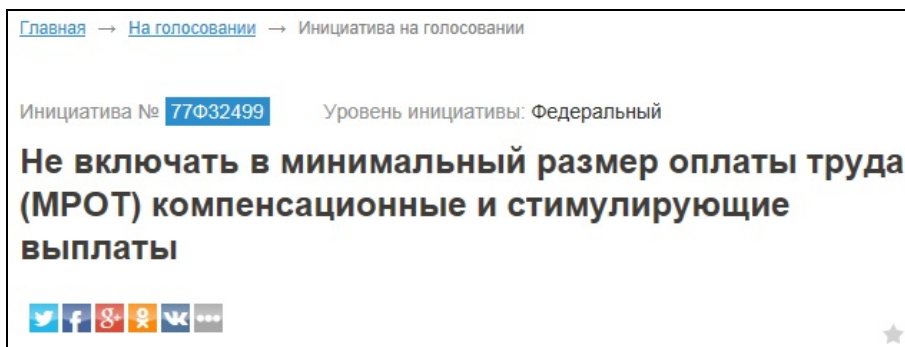 Главная → На голосовании → Инициатива на голосовании
Инициатива № 77Ф32499 Уровень инициативы: Федеральный
Не включать в минимальный размер оплаты труда
(МРОТ) компенсационные и стимулирующие
выплаты